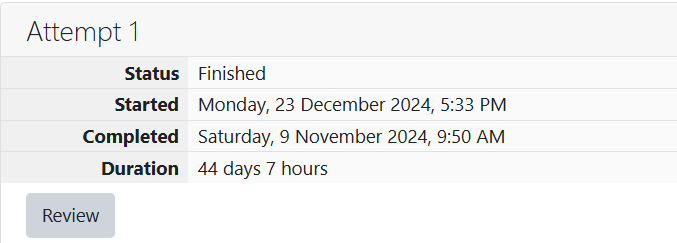 Attempt 1
Status Finished
Started Monday, 23 December 2024, 5:33 PM
Completed Saturday, 9 November 2024, 9:50 AM
Duration 44 days 7 hours
Review